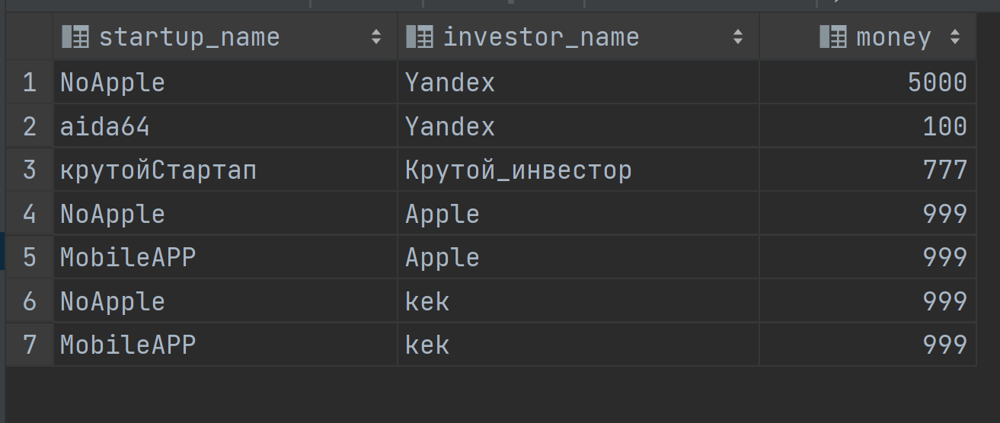 startup_name investor_name money
1 NoApple Yandex 5000
2 aida64 Yandex 100
3 крутойСтартап Крутой_инвестор 777
4 NoApple Apple 999
5 MobileAPP Apple 999
6 NoApple kek 999
7 MobileAPP kek 999